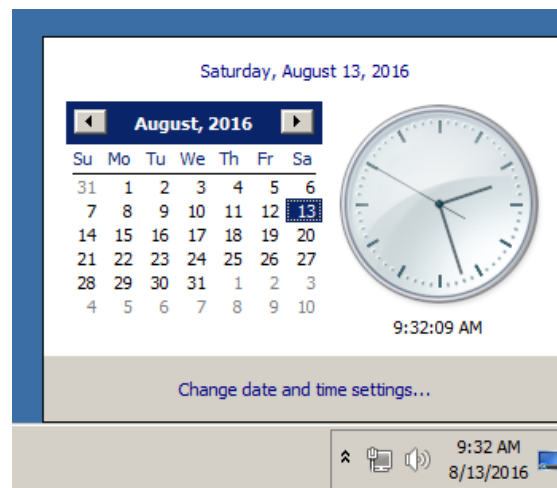 Saturday, August 13, 2016
August, 2016
Su Mo Tu We Th Fr Sa
31 1 2 3 4 5 6
7 8 9 10 11 12 13
14 15 16 17 18 19 20
21 22 23 24 25 26 27
28 29 30 31 1 2 3
4 5 6 7 8 9 10
9:32:09 AM
Change date and time settings...
9:32 AM
8/13/2016